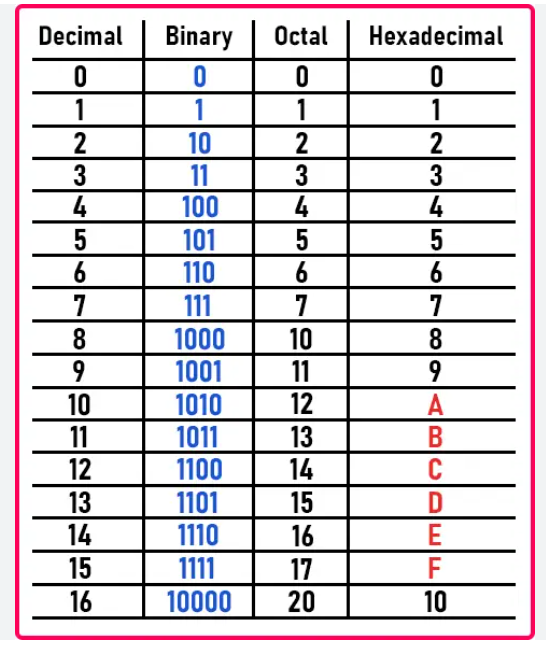 Decimal Binary Octal Hexadecimal
0 0 0 0
1 1 1 1
2 10 2 2
3 11 3 3
4 100 4 4
5 101 5 5
6 110 6 6
7 111 7 7
8 1000 10 8
9 1001 11 9
10 1010 12 A
11 1011 13 B
12 1100 14 C
13 1101 15 D
14 1110 16 E
15 1111 17 F
16 10000 20 10